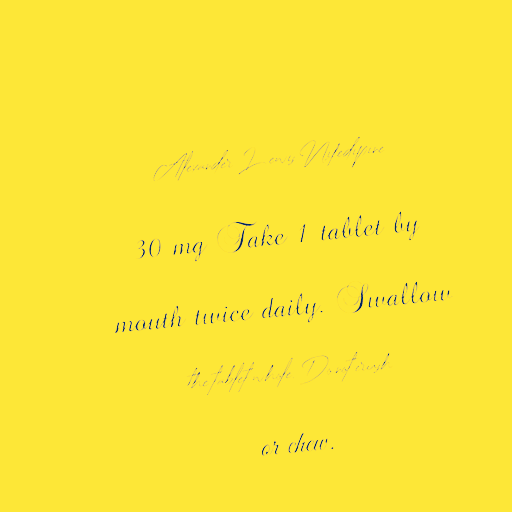 Alexander Lewis Nifedipine
30 mg Take 1 tablet by
mouth twice daily. Swallow
the tablet whole. Do not crush
or chew.